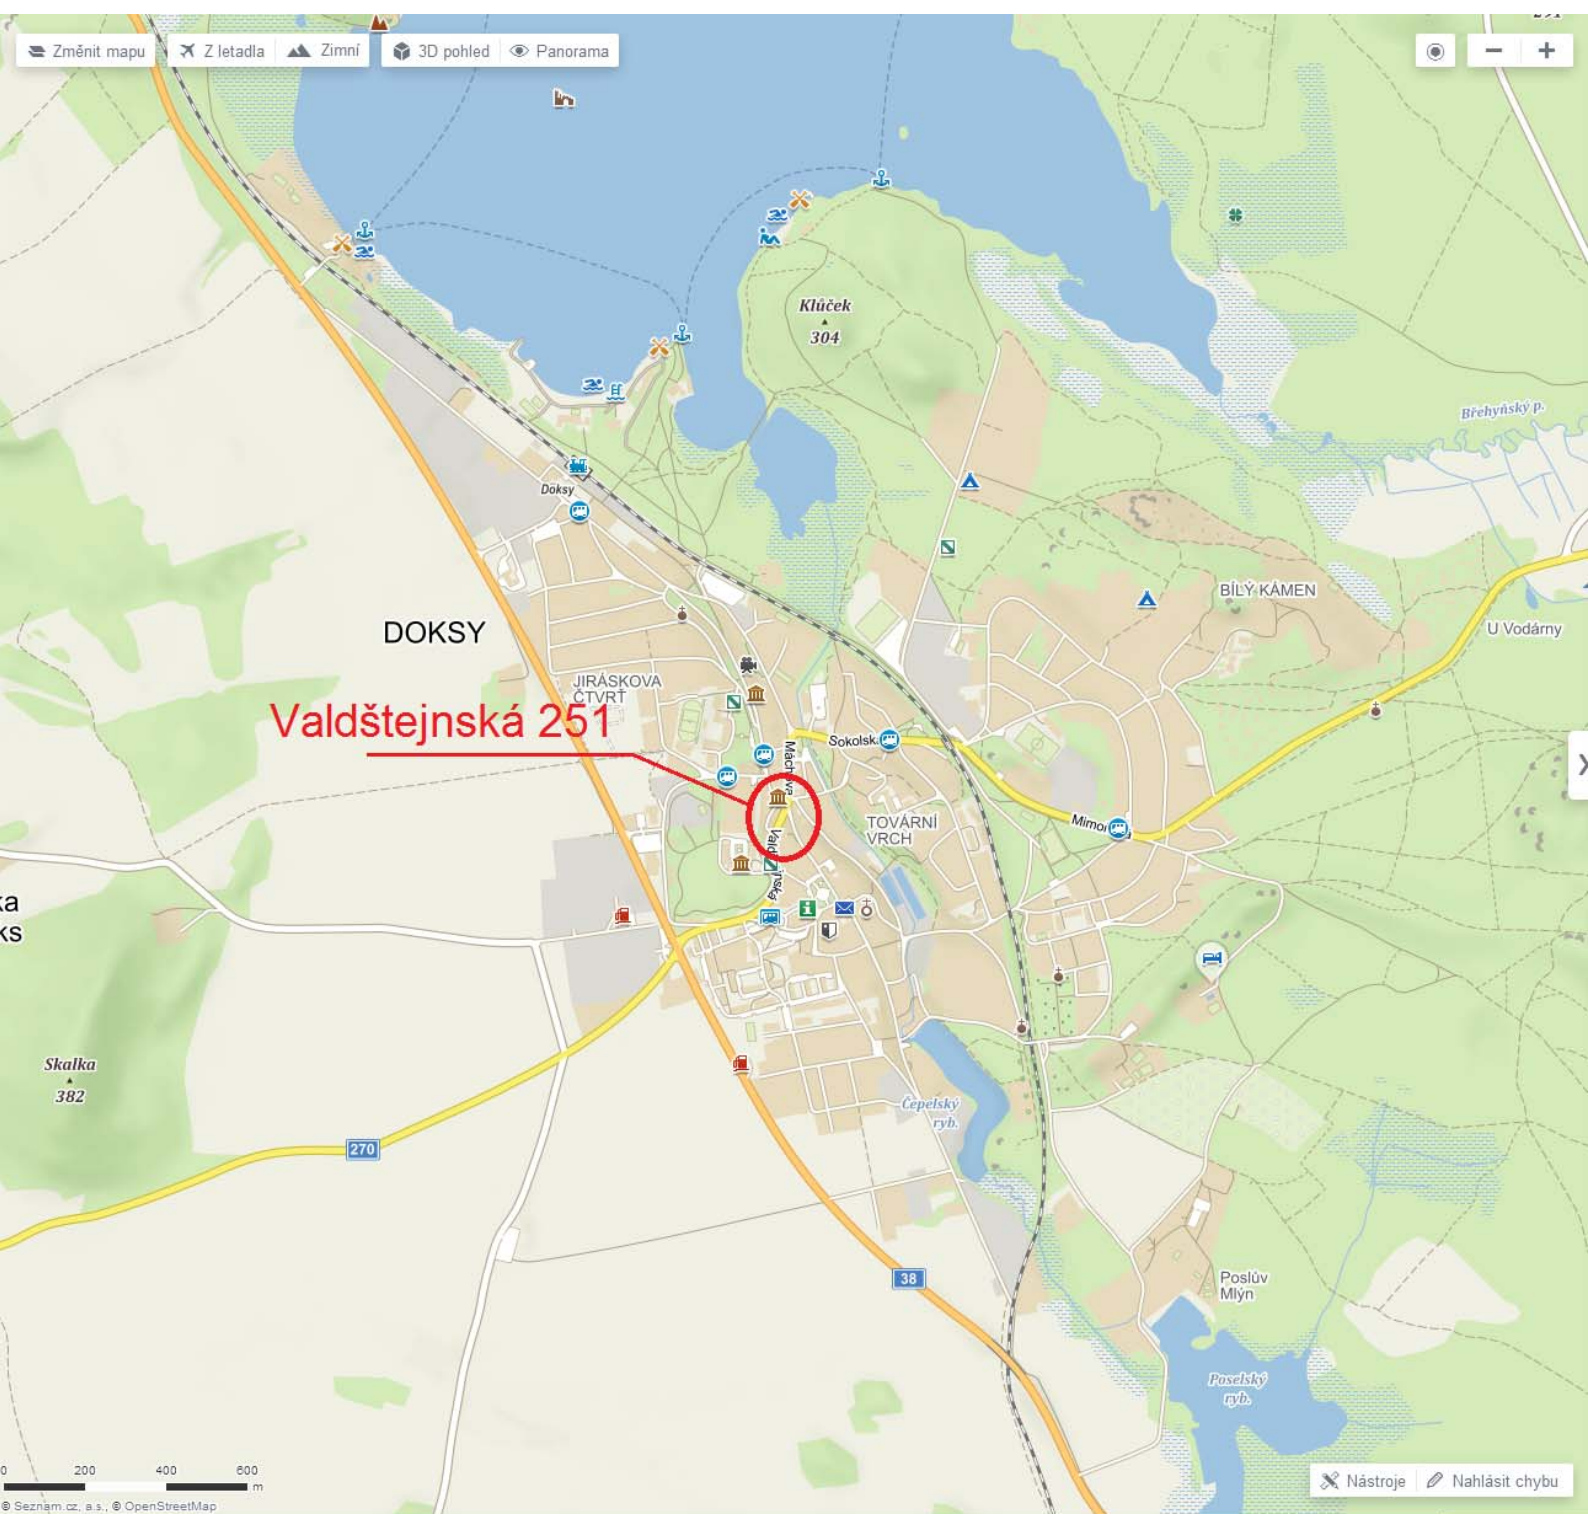 Změnit mapu
Z letadla
Zimní
3D pohled
Panorama
Klůček
304
Břehyňský p.
Doksy
BÍLÝ KÁMEN
U Vodárny
DOKSY
JIRÁSKOVA
ČTVRŤ
Valdštejnská 251
Máchova
TOVÁRNÍ
VRCH
Skalka
382
Čepelský
ryb.
270
38
Poslův
Mlýn
Poselský
ryb.
0 200 400 600
m
© Seznam.cz, a.s., © OpenStreetMap
Nástroje
Nahlásit chybu